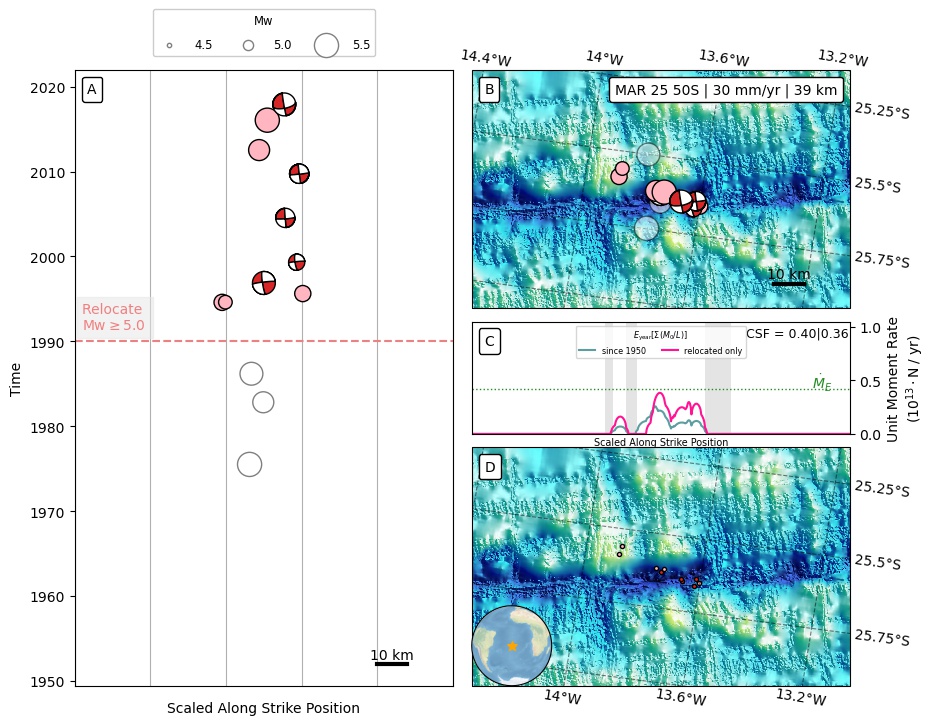 Mw
4.5 5.0 5.5
A
2020
2010
2000
1990
1980
1970
1960
1950
Time
Relocate
Mw ≥ 5.0
10 km
Scaled Along Strike Position
14.4°W 14°W 13.6°W 13.2°W
B
MAR 25 50S | 30 mm/yr | 39 km
25.25°S
25.5°S
25.75°S
10 km
C
E_year[Σ(M_0/L)]
since 1950 relocated only
CSF = 0.40|0.36
Ṁ_E
1.0
0.5
0.0
Unit Moment Rate
(10^13 · N / yr)
Scaled Along Strike Position
D
25.25°S
25.5°S
25.75°S
14°W 13.6°W 13.2°W